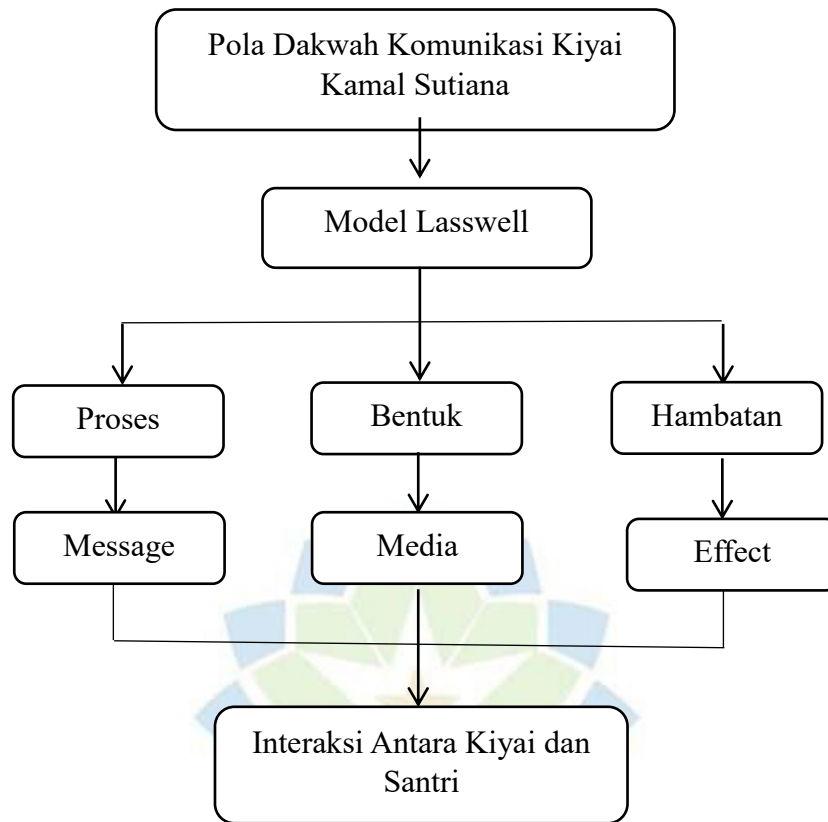 Pola Dakwah Komunikasi Kiyai
Kamal Sutiana
Model Lasswell
Proses
Bentuk
Hambatan
Message
Media
Effect
Interaksi Antara Kiyai dan
Santri